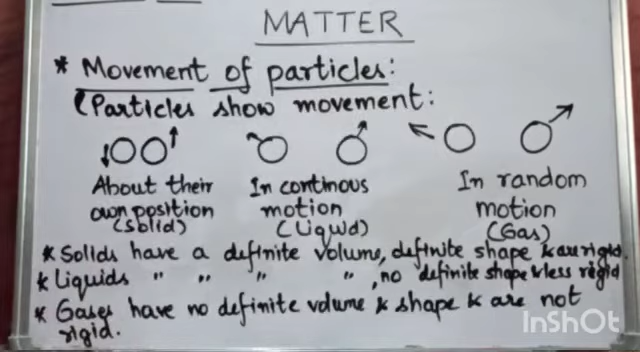 MATTER
* Movement of particles:
(Particles show movement:
About their own position (Solid)
In continous motion (Liquid)
In random motion (Gas)
* Solids have a definite volume, definite shape & are rigid.
* Liquids " " " " , no definite shape & less rigid
* Gases have no definite volume & shape & are not
rigid.
InShOt